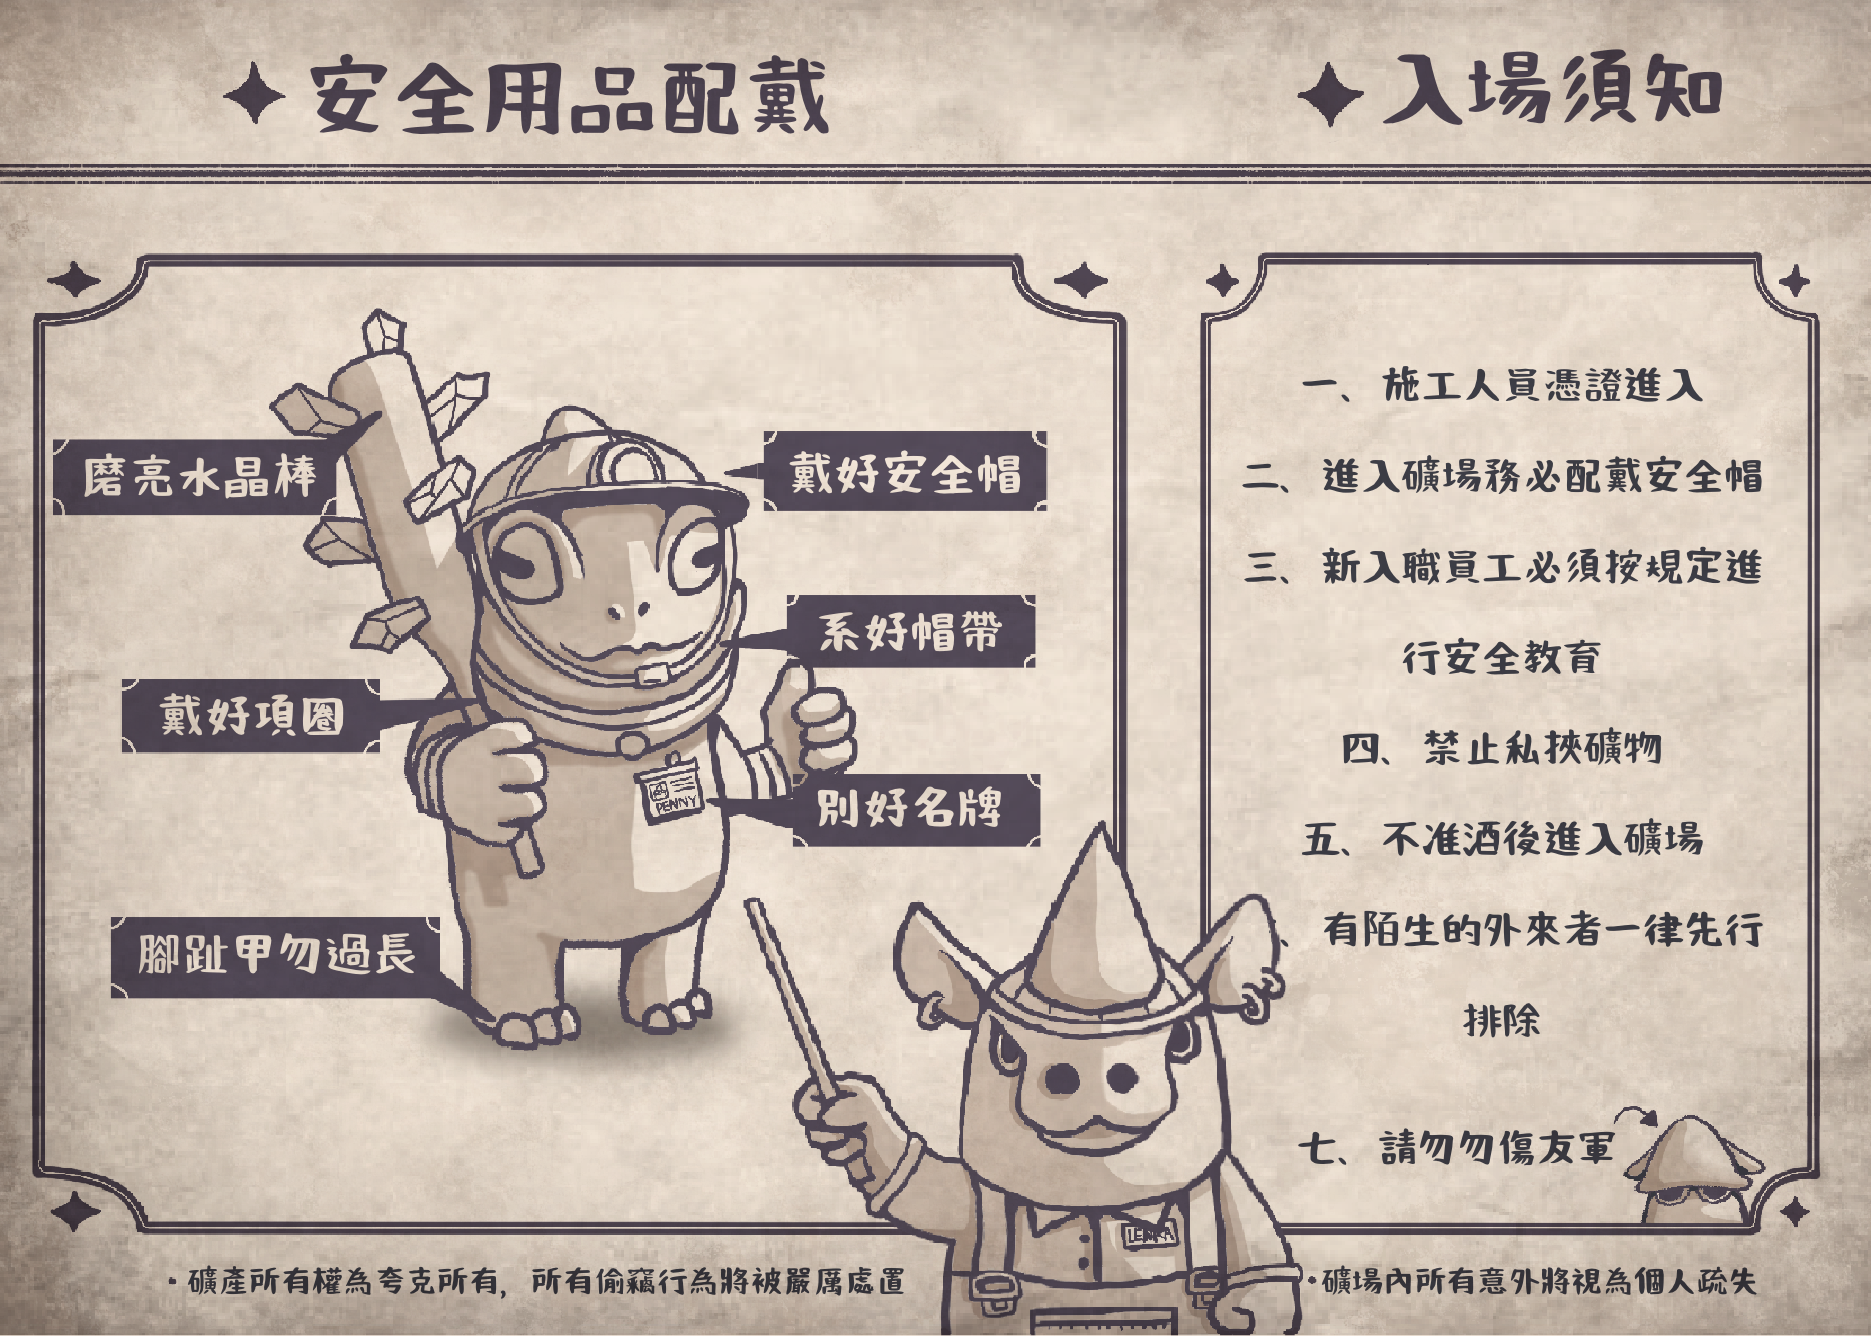 安全用品配戴
磨亮水晶棒
戴好安全帽
系好帽帶
戴好項圈
PENNY
別好名牌
腳趾甲勿過長
・礦產所有權為夸克所有，所有偷竊行為將被嚴厲處置
入場須知
一、施工人員憑證進入
二、進入礦場務必配戴安全帽
三、新入職員工必須按規定進
行安全教育
四、禁止私挾礦物
五、不准酒後進入礦場
、有陌生的外來者一律先行
排除
七、請勿勿傷友軍
・礦場內所有意外將視為個人疏失